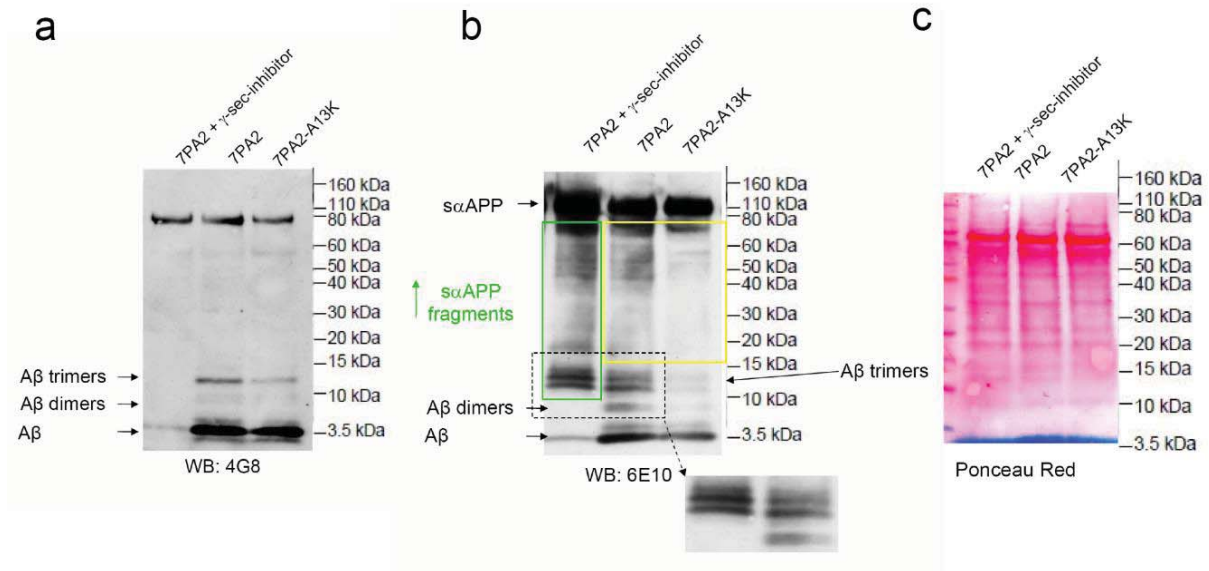 a
7PA2 + γ-sec-inhibitor
7PA2
7PA2-A13K
160 kDa
110 kDa
80 kDa
60 kDa
50 kDa
40 kDa
30 kDa
20 kDa
15 kDa
10 kDa
3.5 kDa
Aβ trimers
Aβ dimers
Aβ
WB: 4G8
b
7PA2 + γ-sec-inhibitor
7PA2
7PA2-A13K
sαAPP
160 kDa
110 kDa
80 kDa
60 kDa
50 kDa
40 kDa
30 kDa
20 kDa
15 kDa
10 kDa
3.5 kDa
sαAPP
fragments
Aβ trimers
Aβ dimers
Aβ
WB: 6E10
c
7PA2 + γ-sec-inhibitor
7PA2
7PA2-A13K
160 kDa
110 kDa
80 kDa
60 kDa
50 kDa
40 kDa
30 kDa
20 kDa
15 kDa
10 kDa
3.5 kDa
Ponceau Red